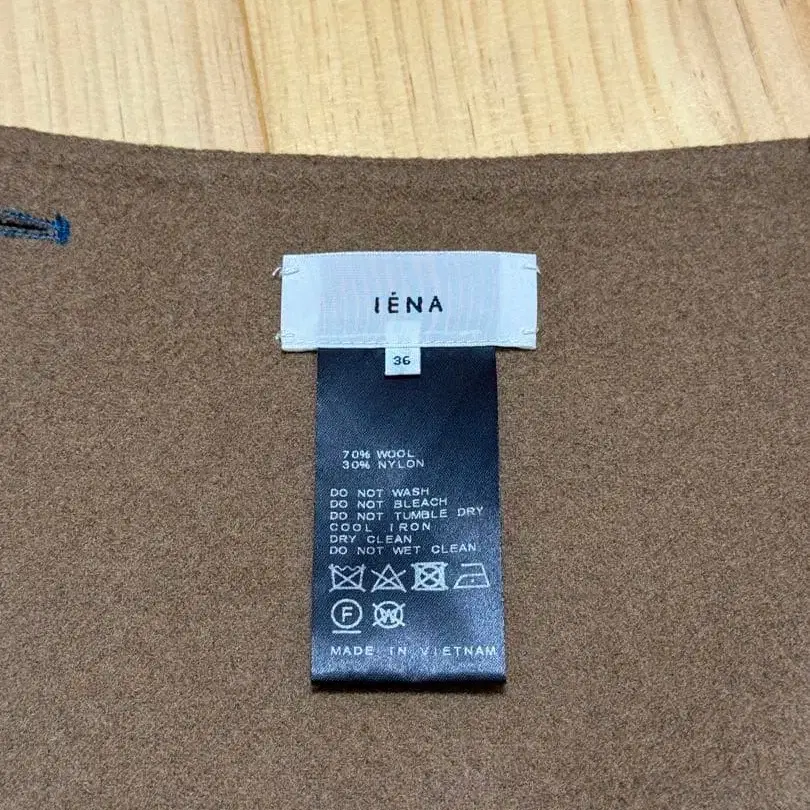 IÉNA
36
70% WOOL
30% NYLON
DO NOT WASH
DO NOT BLEACH
DO NOT TUMBLE DRY
COOL IRON
DRY CLEAN
DO NOT WET CLEAN
F W
MADE IN VIETNAM